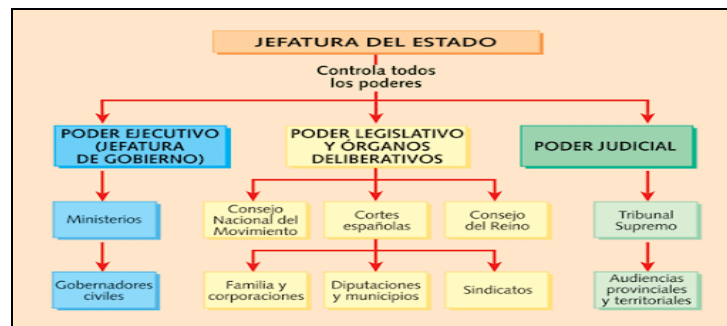 JEFATURA DEL ESTADO
Controla todos
los poderes
PODER EJECUTIVO
(JEFATURA
DE GOBIERNO)
PODER LEGISLATIVO
Y ÓRGANOS
DELIBERATIVOS
PODER JUDICIAL
Ministerios
Consejo
Nacional del
Movimiento
Cortes
españolas
Consejo
del Reino
Tribunal
Supremo
Gobernadores
civiles
Familia y
corporaciones
Diputaciones
y municipios
Sindicatos
Audiencias
provinciales
y territoriales